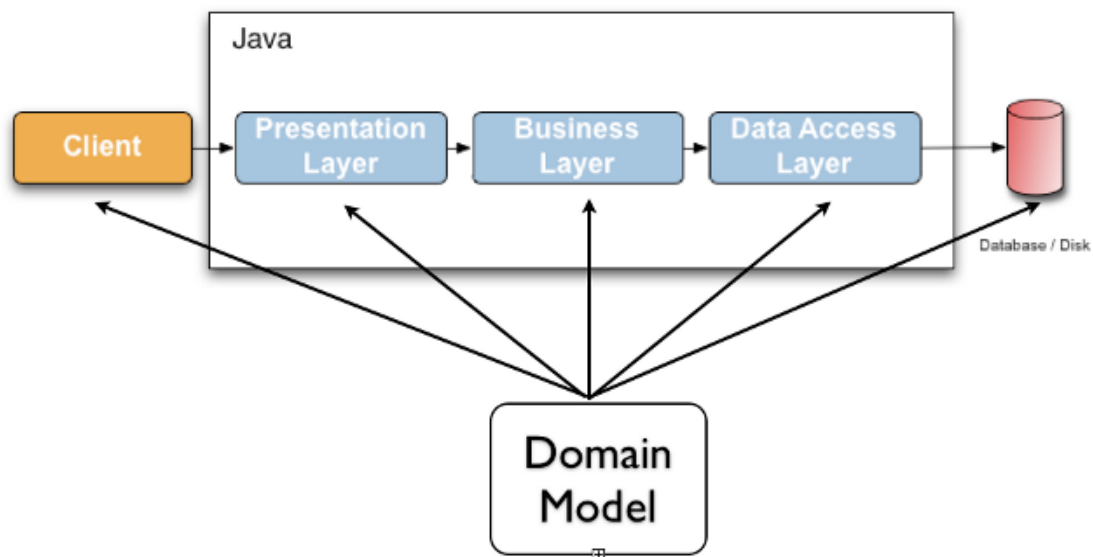 Java
Client
Presentation
Layer
Business
Layer
Data Access
Layer
Database / Disk
Domain
Model